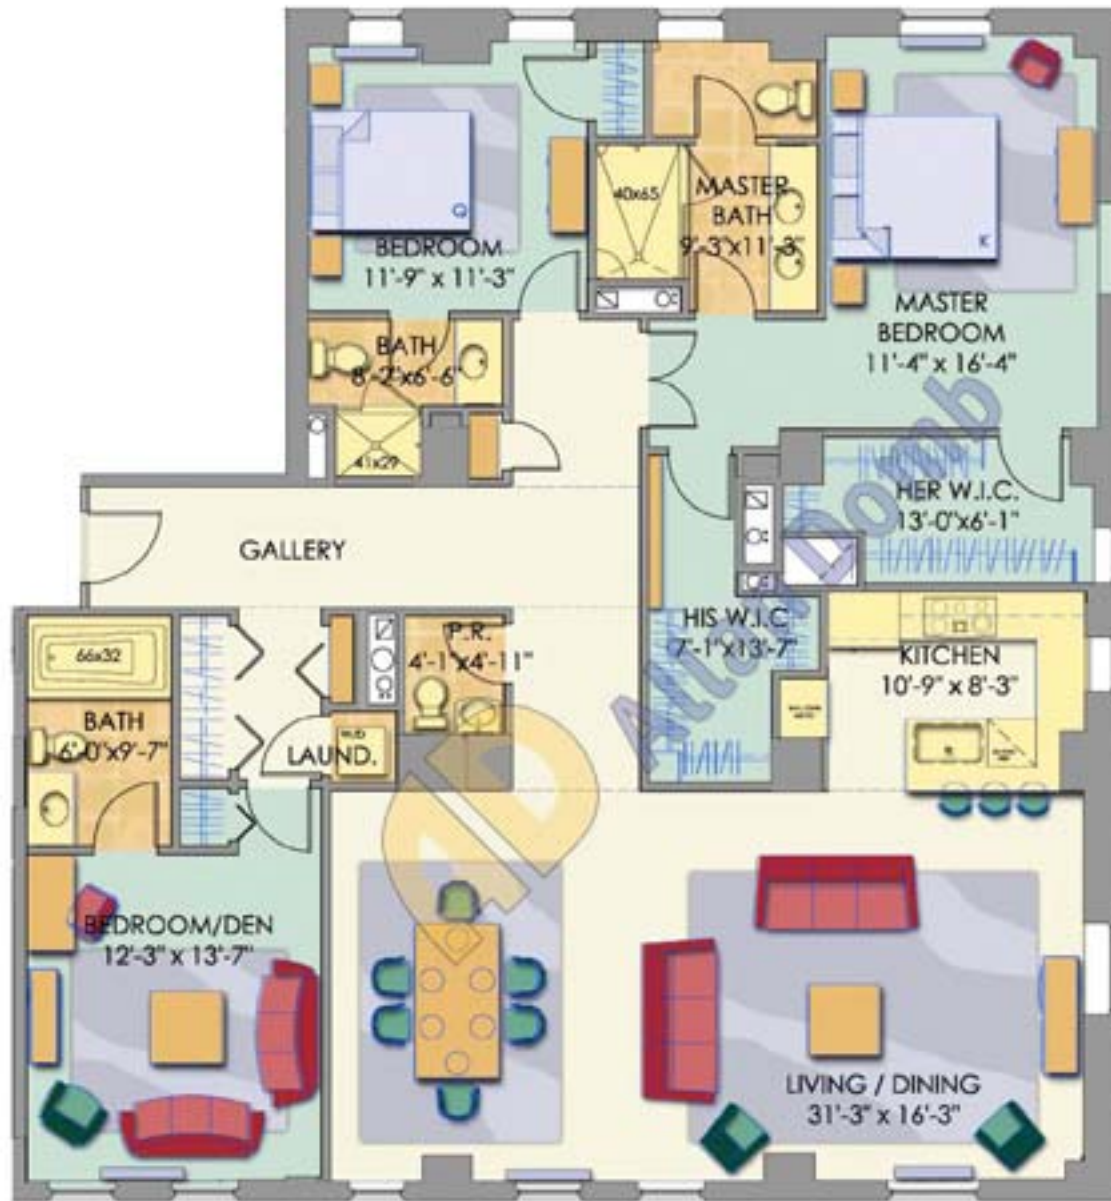 40x65
MASTER
BATH
9'-3"x11'-3"
Q
K
BEDROOM
11'-9" x 11'-3"
MASTER
BEDROOM
11'-4" x 16'-4"
BATH
8'-2"x6'-6"
41x29
HER W.I.C.
13'-0"x6'-1"
GALLERY
Allan Domb
HIS W.I.C
7'-1"x13'-7"
P.R.
4'-1"x4'-11"
66x32
KITCHEN
10'-9" x 8'-3"
BATH
6'-0"x9'-7"
LAUND.
BEDROOM/DEN
12'-3" x 13'-7"
LIVING / DINING
31'-3" x 16'-3"